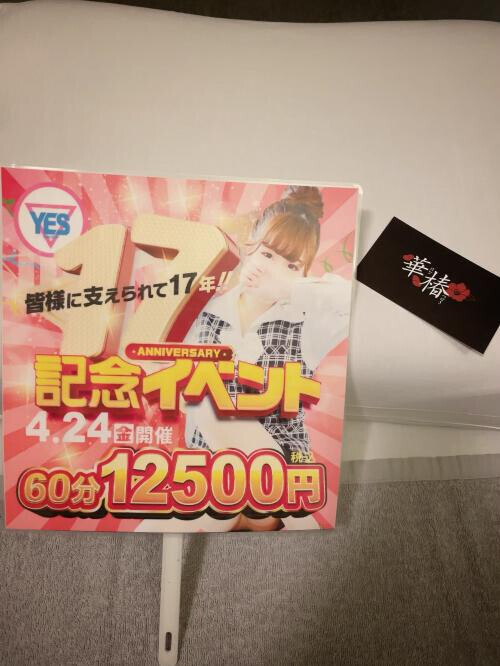 YES
17
皆様に支えられて17年!!
ANNIVERSARY
記念イベント
4.24金開催
60分12500円
税込
華椿